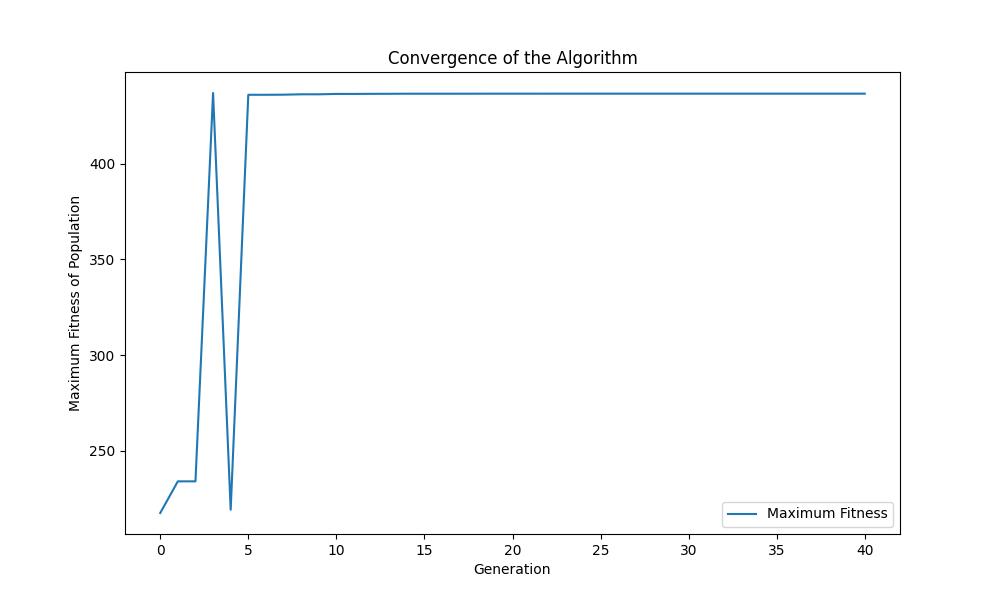 Convergence of the Algorithm
Maximum Fitness of Population
400
350
300
250
Maximum Fitness
0 5 10 15 20 25 30 35 40
Generation